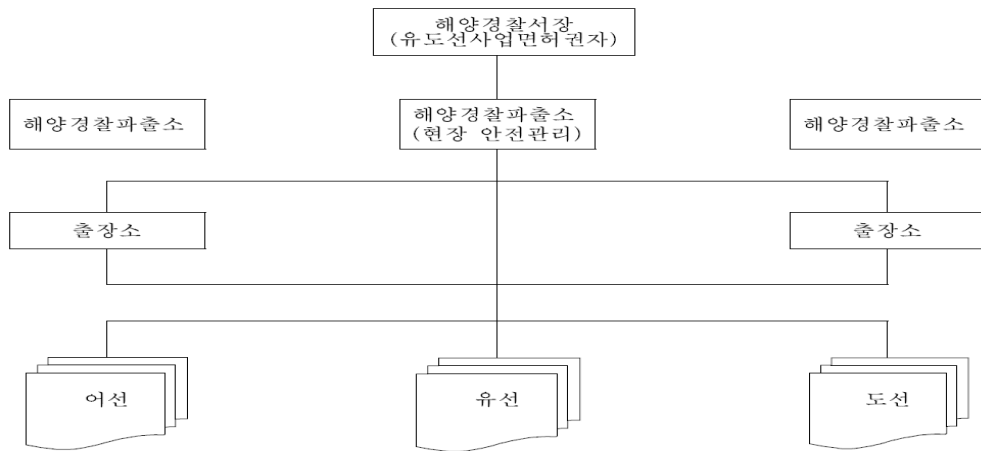 해양경찰서장
(유도선사업면허권자)
해양경찰파출소
해양경찰파출소
(현장 안전관리)
해양경찰파출소
출장소
출장소
어선
유선
도선